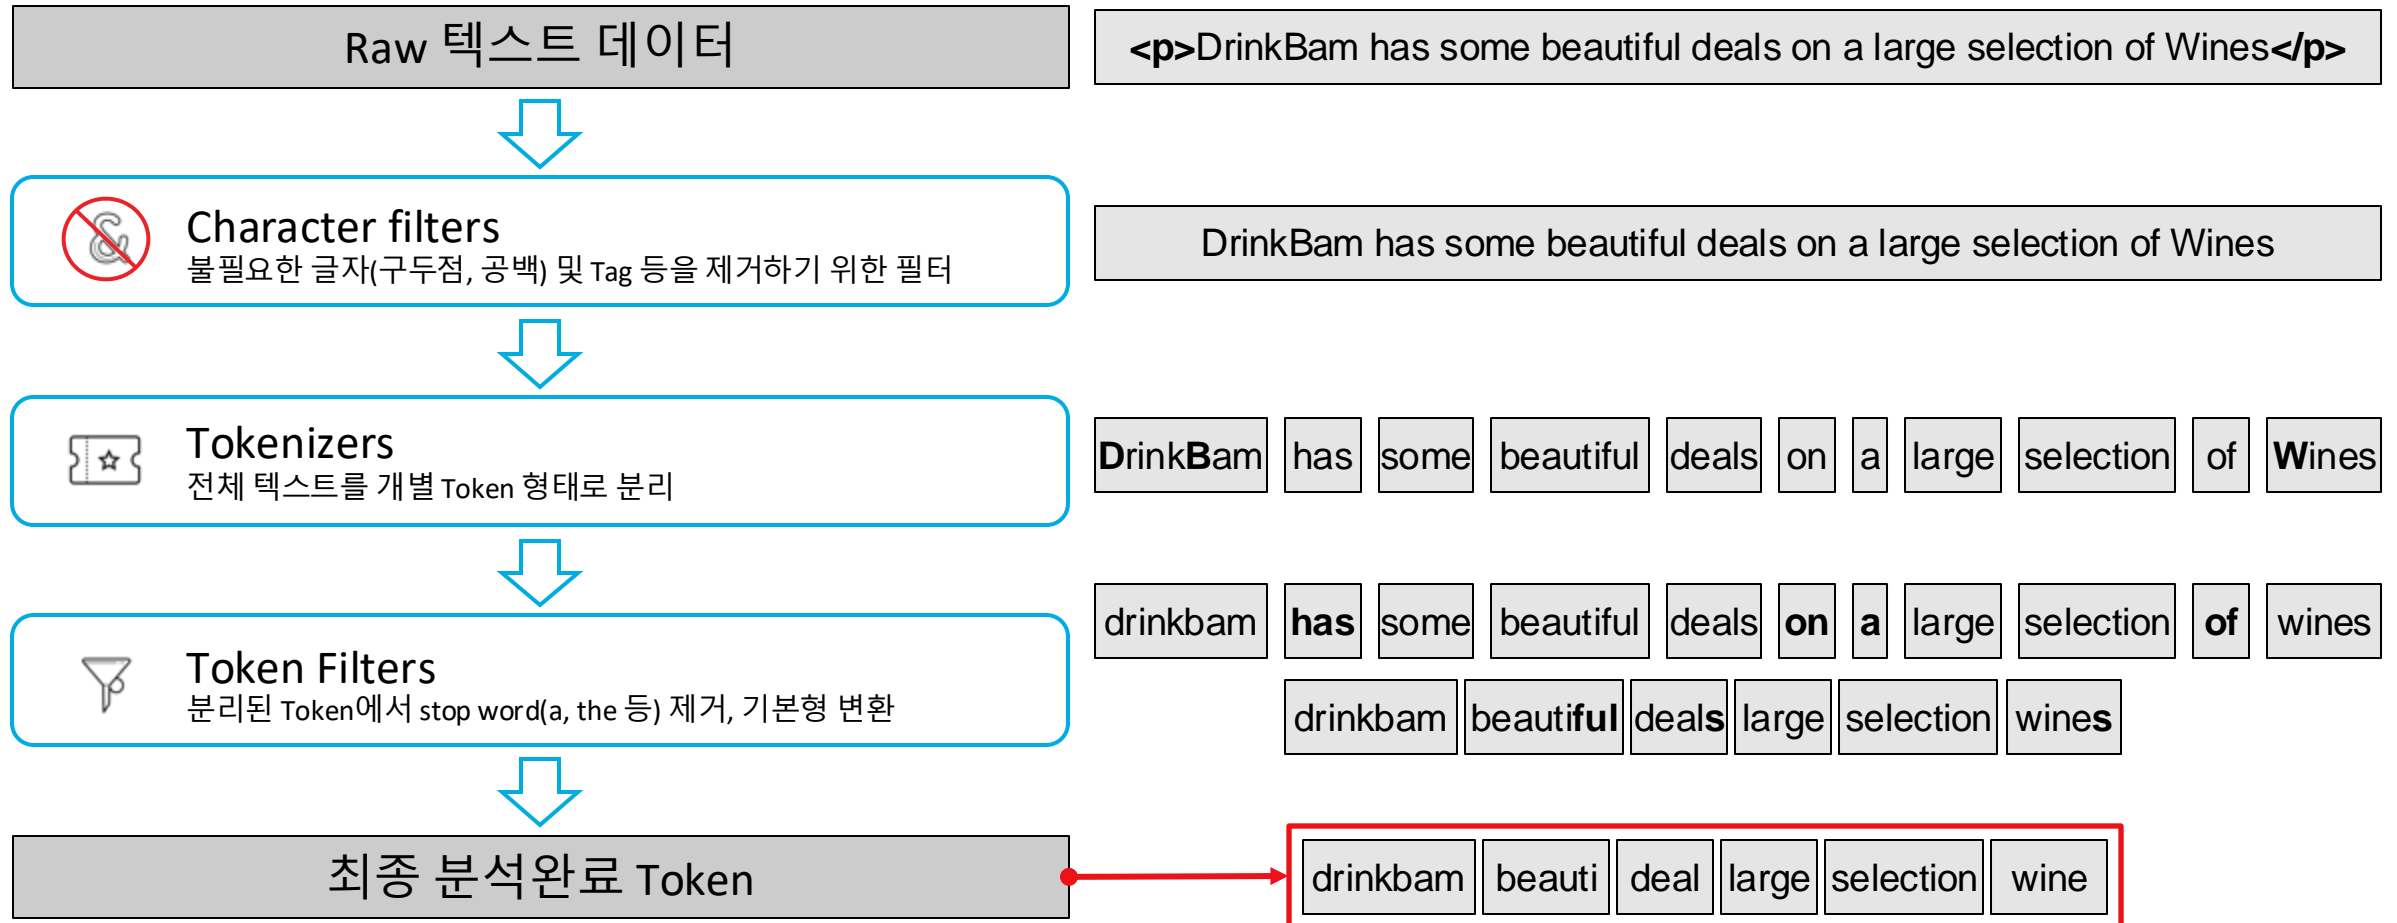 Raw 텍스트 데이터
<p>DrinkBam has some beautiful deals on a large selection of Wines</p>
Character filters
불필요한 글자(구두점, 공백) 및 Tag 등을 제거하기 위한 필터
DrinkBam has some beautiful deals on a large selection of Wines
Tokenizers
전체 텍스트를 개별 Token 형태로 분리
DrinkBam has some beautiful deals on a large selection of Wines
Token Filters
분리된 Token에서 stop word(a, the 등) 제거, 기본형 변환
drinkbam has some beautiful deals on a large selection of wines
drinkbam beautiful deals large selection wines
최종 분석완료 Token
drinkbam beauti deal large selection wine